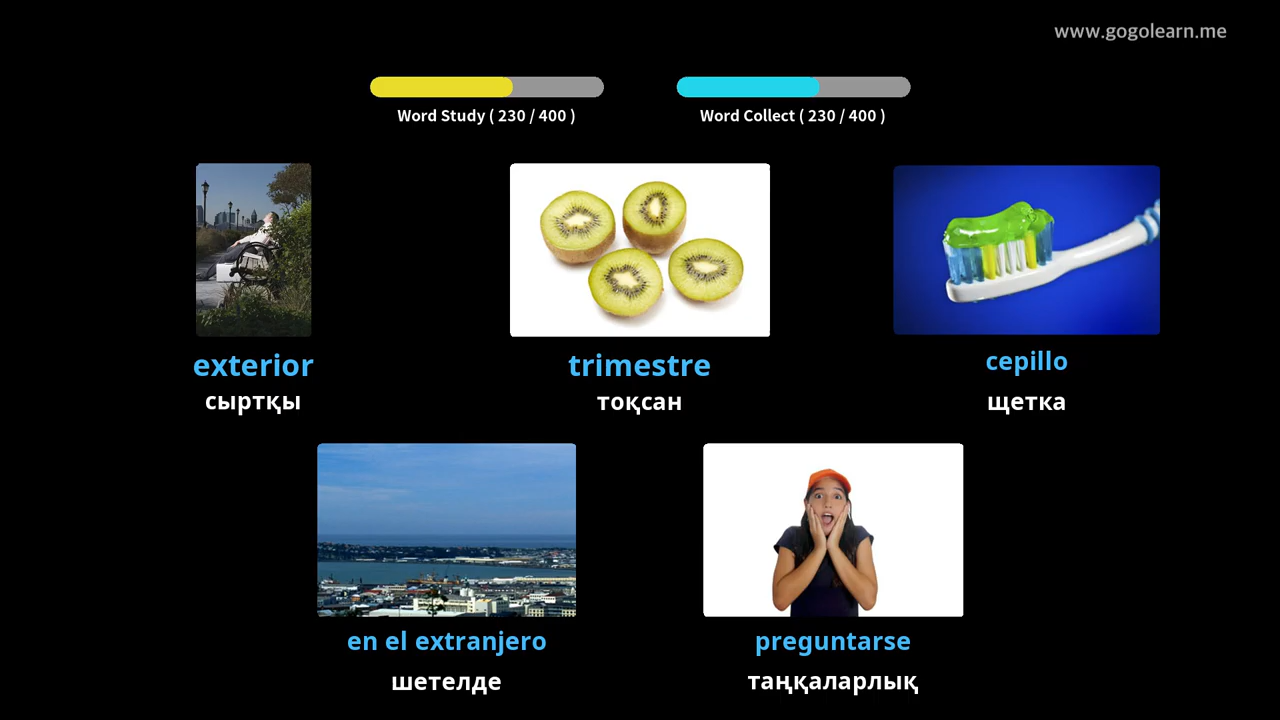 www.gogolearn.me
Word Study ( 230 / 400 )
Word Collect ( 230 / 400 )
exterior
сыртқы
trimestre
тоқсан
cepillo
щетка
en el extranjero
шетелде
preguntarse
таңқаларлық